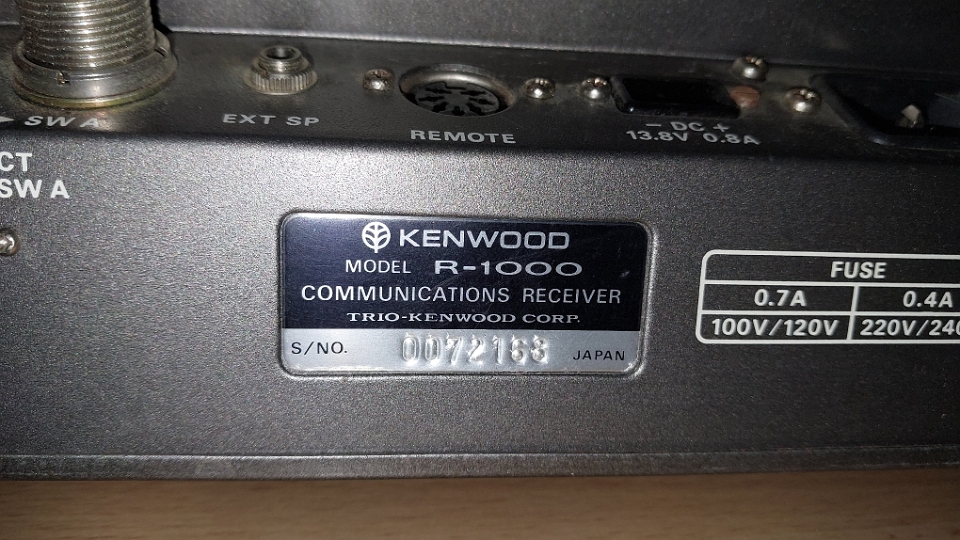 SW A
EXT SP
REMOTE
– DC +
13.8V 0.8A
CT
SW A
KENWOOD
MODEL R-1000
COMMUNICATIONS RECEIVER
TRIO-KENWOOD CORP.
S/NO. 0072168 JAPAN
FUSE
0.7A 0.4A
100V/120V 220V/240